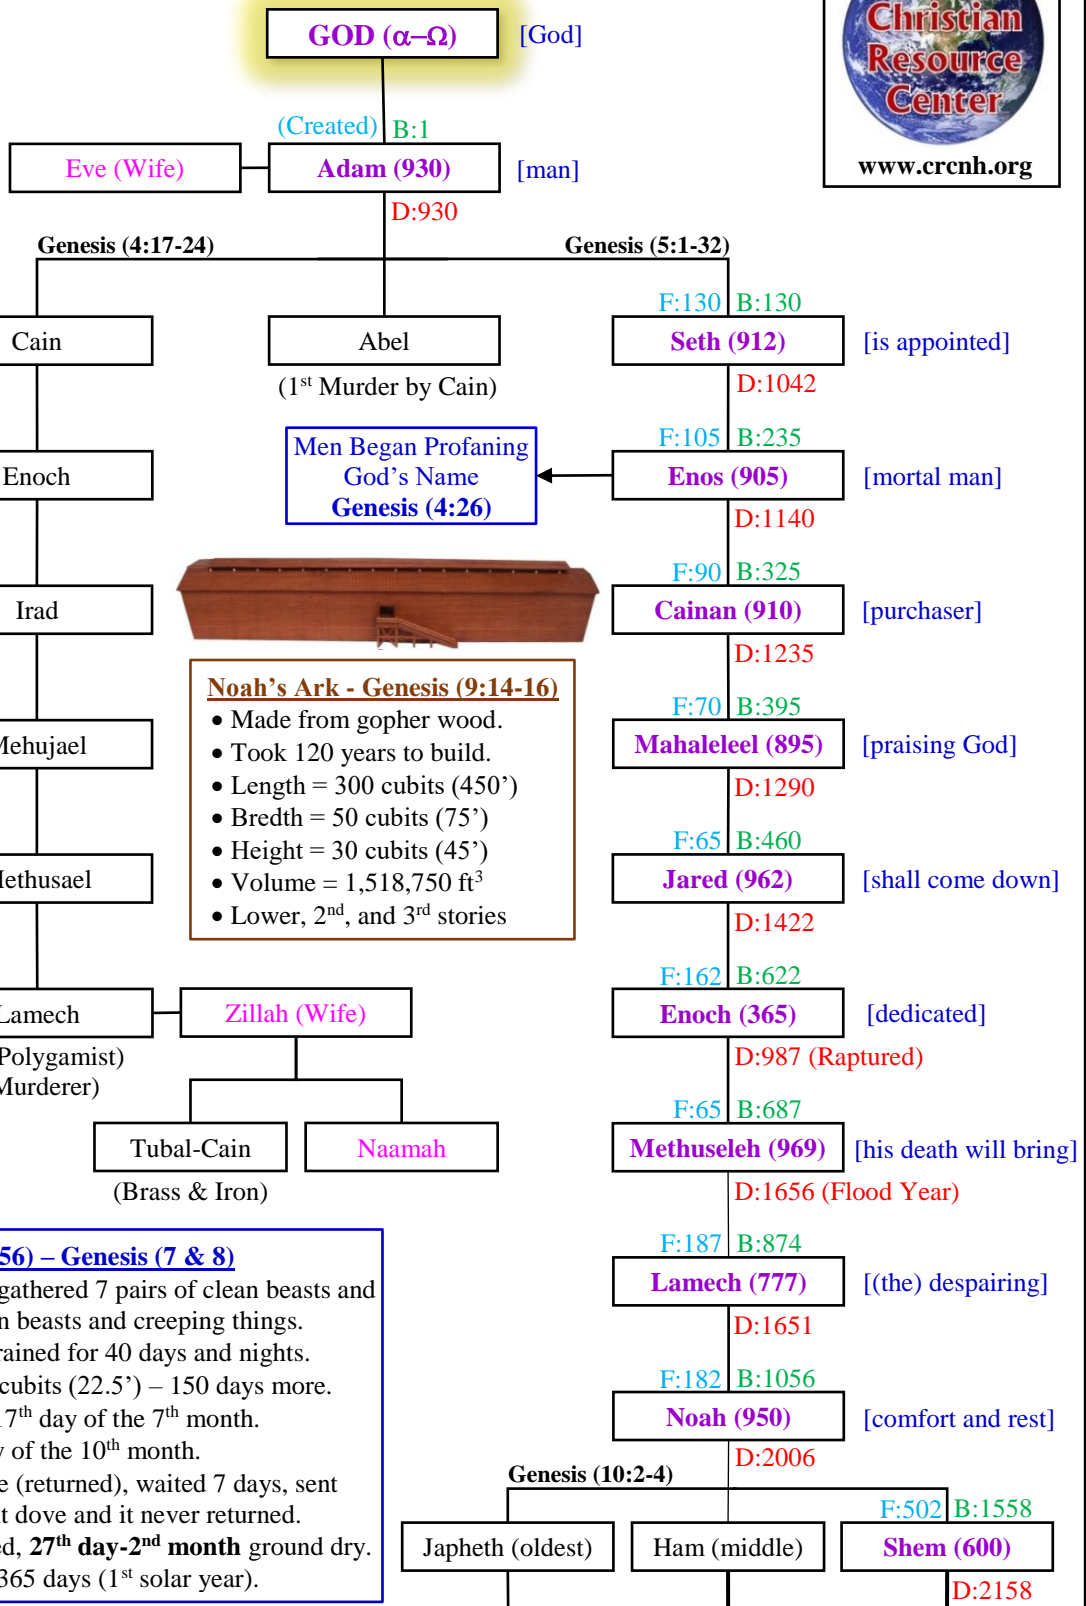 GOD (α–Ω)
[God]
Christian
Resource
Center
www.crcnh.org
(Created) B:1
Eve (Wife)
Adam (930)
[man]
D:930
Genesis (4:17-24)
Genesis (5:1-32)
F:130 B:130
Cain
Abel
Seth (912)
[is appointed]
(1st Murder by Cain)
D:1042
F:105 B:235
Men Began Profaning
God’s Name
Genesis (4:26)
Enoch
Enos (905)
[mortal man]
D:1140
F:90 B:325
Irad
Cainan (910)
[purchaser]
D:1235
Noah’s Ark - Genesis (9:14-16)
• Made from gopher wood.
• Took 120 years to build.
• Length = 300 cubits (450’)
• Bredth = 50 cubits (75’)
• Height = 30 cubits (45’)
• Volume = 1,518,750 ft3
• Lower, 2nd, and 3rd stories
F:70 B:395
Mehujael
Mahaleleel (895)
[praising God]
D:1290
F:65 B:460
Methusael
Jared (962)
[shall come down]
D:1422
F:162 B:622
Lamech
Zillah (Wife)
Enoch (365)
[dedicated]
Polygamist)
Murderer)
D:987 (Raptured)
F:65 B:687
Tubal-Cain
Naamah
Methuseleh (969)
[his death will bring]
(Brass & Iron)
D:1656 (Flood Year)
F:187 B:874
Lamech (777)
[(the) despairing]
D:1651
56) – Genesis (7 & 8)
gathered 7 pairs of clean beasts and
n beasts and creeping things.
rained for 40 days and nights.
cubits (22.5’) – 150 days more.
17th day of the 7th month.
y of the 10th month.
e (returned), waited 7 days, sent
t dove and it never returned.
ed, 27th day-2nd month ground dry.
365 days (1st solar year).
F:182 B:1056
Noah (950)
[comfort and rest]
D:2006
Genesis (10:2-4)
F:502 B:1558
Japheth (oldest)
Ham (middle)
Shem (600)
D:2158